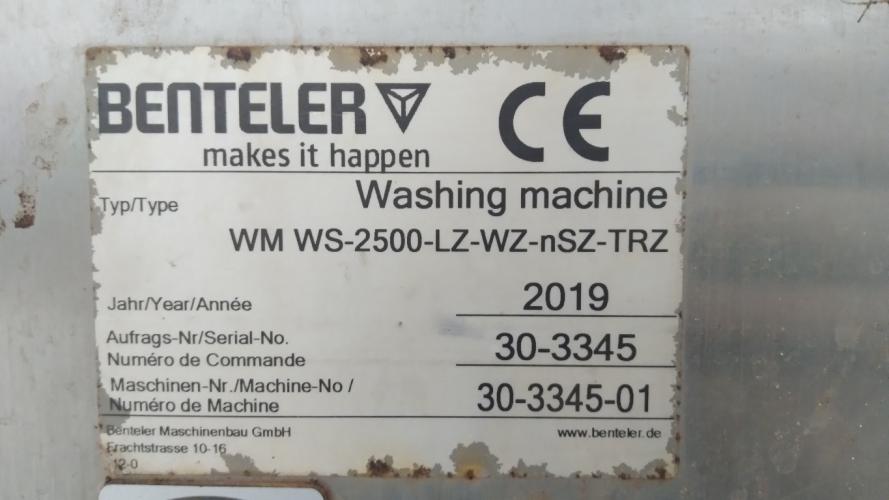 BENTELER CE
makes it happen
Typ/Type Washing machine
WM WS-2500-LZ-WZ-nSZ-TRZ
Jahr/Year/Année 2019
Aufrags-Nr/Serial-No. 30-3345
Numéro de Commande
Maschinen-Nr./Machine-No / 30-3345-01
Numéro de Machine
Benteler Maschinenbau GmbH www.benteler.de
Frachtstrasse 10-16
12-0